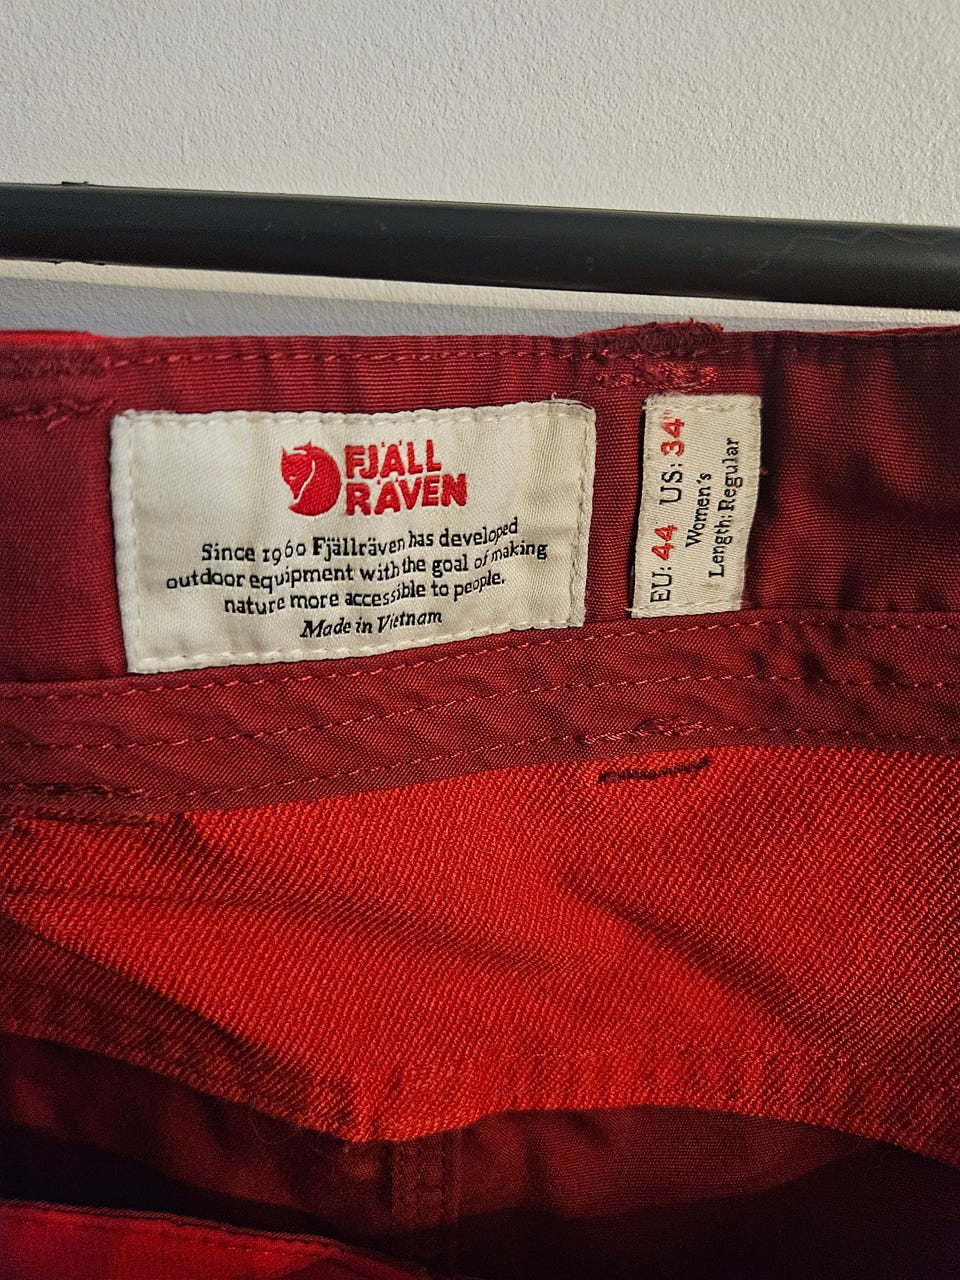 FJÄLL
RÄVEN
Since 1960 Fjällräven has developed
outdoor equipment with the goal of making
nature more accessible to people.
Made in Vietnam
EU: 44 US: 34"
Women's
Length: Regular